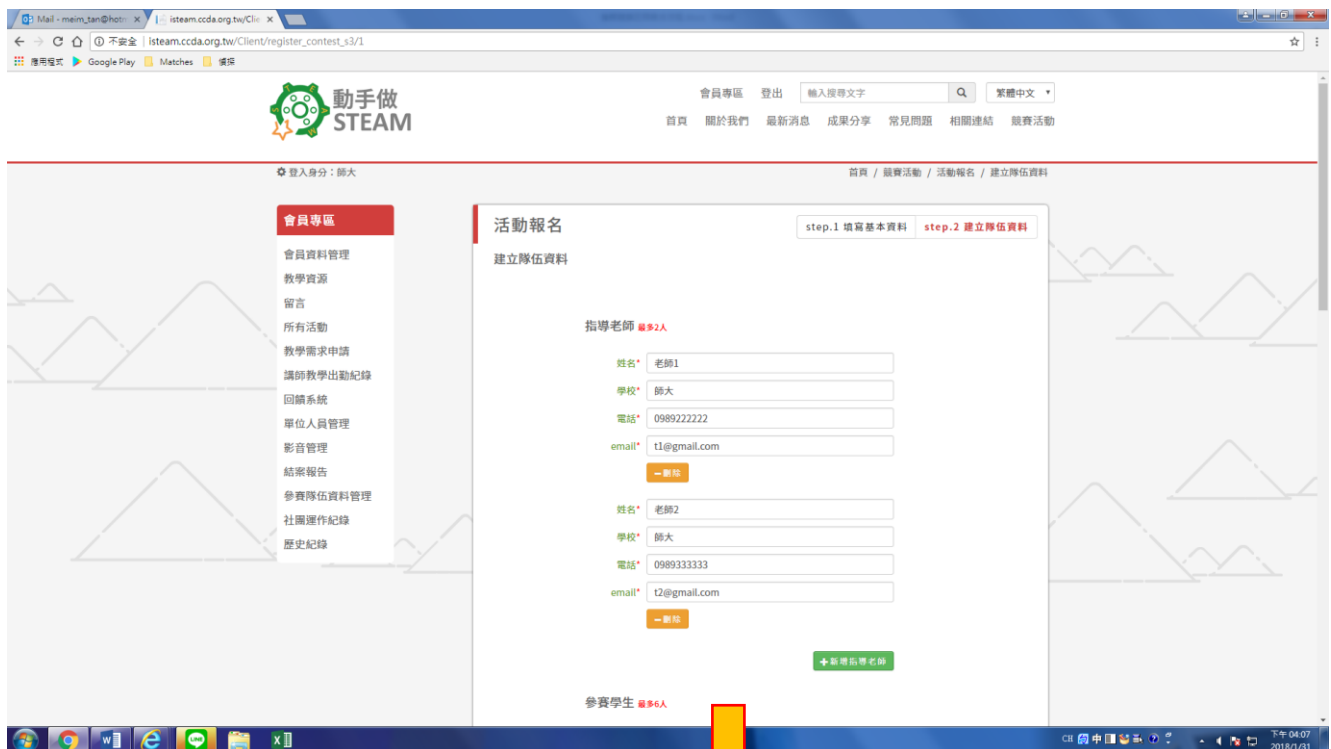 Mail - meim_tan@hotm
isteam.ccda.org.tw/Clie
不安全 | isteam.ccda.org.tw/Client/register_contest_s3/1
應用程式 Google Play Matches 偵探
動手做
STEAM
會員專區 登出 輸入搜尋文字 繁體中文
首頁 關於我們 最新消息 成果分享 常見問題 相關連結 競賽活動
登入身分：師大
首頁 / 競賽活動 / 活動報名 / 建立隊伍資料
會員專區
會員資料管理
教學資源
留言
所有活動
教學需求申請
講師教學出勤紀錄
回饋系統
單位人員管理
影音管理
結案報告
參賽隊伍資料管理
社團運作紀錄
歷史紀錄
活動報名
step.1 填寫基本資料 step.2 建立隊伍資料
建立隊伍資料
指導老師 最多2人
姓名* 老師1
學校* 師大
電話* 0989222222
email* t1@gmail.com
刪除
姓名* 老師2
學校* 師大
電話* 0989333333
email* t2@gmail.com
刪除
新增指導老師
參賽學生 最多6人
CH 中
下午 04:07
2018/1/31